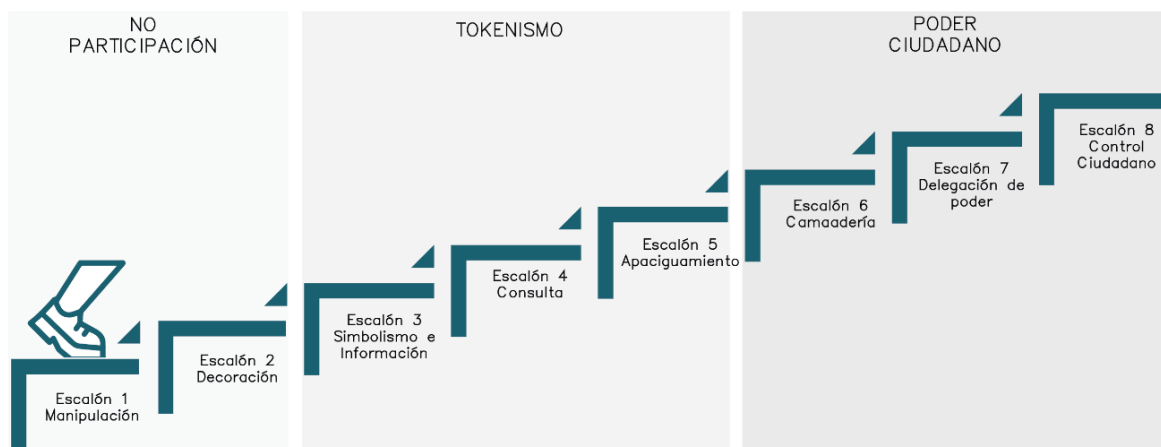 NO
PARTICIPACIÓN
TOKENISMO
PODER
CIUDADANO
Escalón 1
Manipulación
Escalón 2
Decoración
Escalón 3
Simbolismo e
Información
Escalón 4
Consulta
Escalón 5
Apaciguamiento
Escalón 6
Camaadería
Escalón 7
Delegación de
poder
Escalón 8
Control
Ciudadano